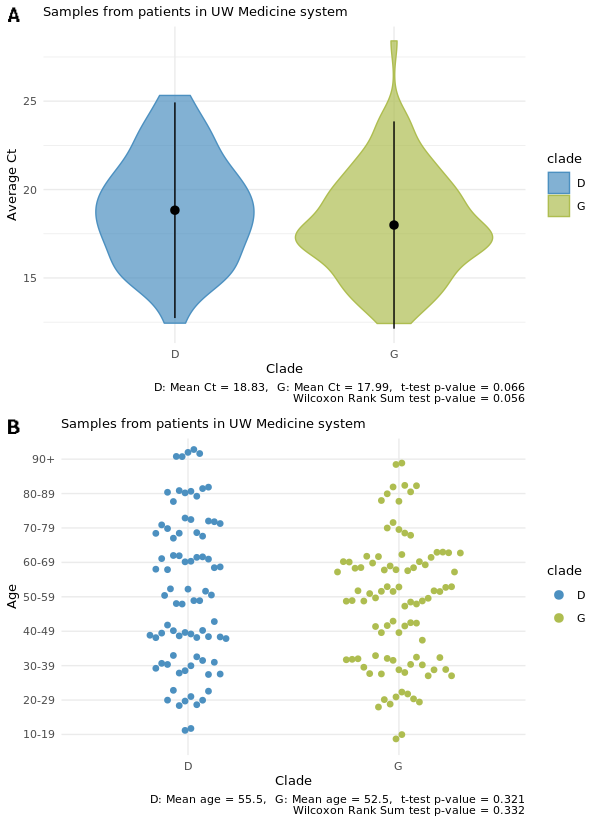 A
Samples from patients in UW Medicine system
Average Ct
25
20
15
D
G
Clade
clade
D
G
D: Mean Ct = 18.83, G: Mean Ct = 17.99, t-test p-value = 0.066
Wilcoxon Rank Sum test p-value = 0.056
B
Samples from patients in UW Medicine system
Age
90+
80-89
70-79
60-69
50-59
40-49
30-39
20-29
10-19
D
G
Clade
clade
D
G
D: Mean age = 55.5, G: Mean age = 52.5, t-test p-value = 0.321
Wilcoxon Rank Sum test p-value = 0.332